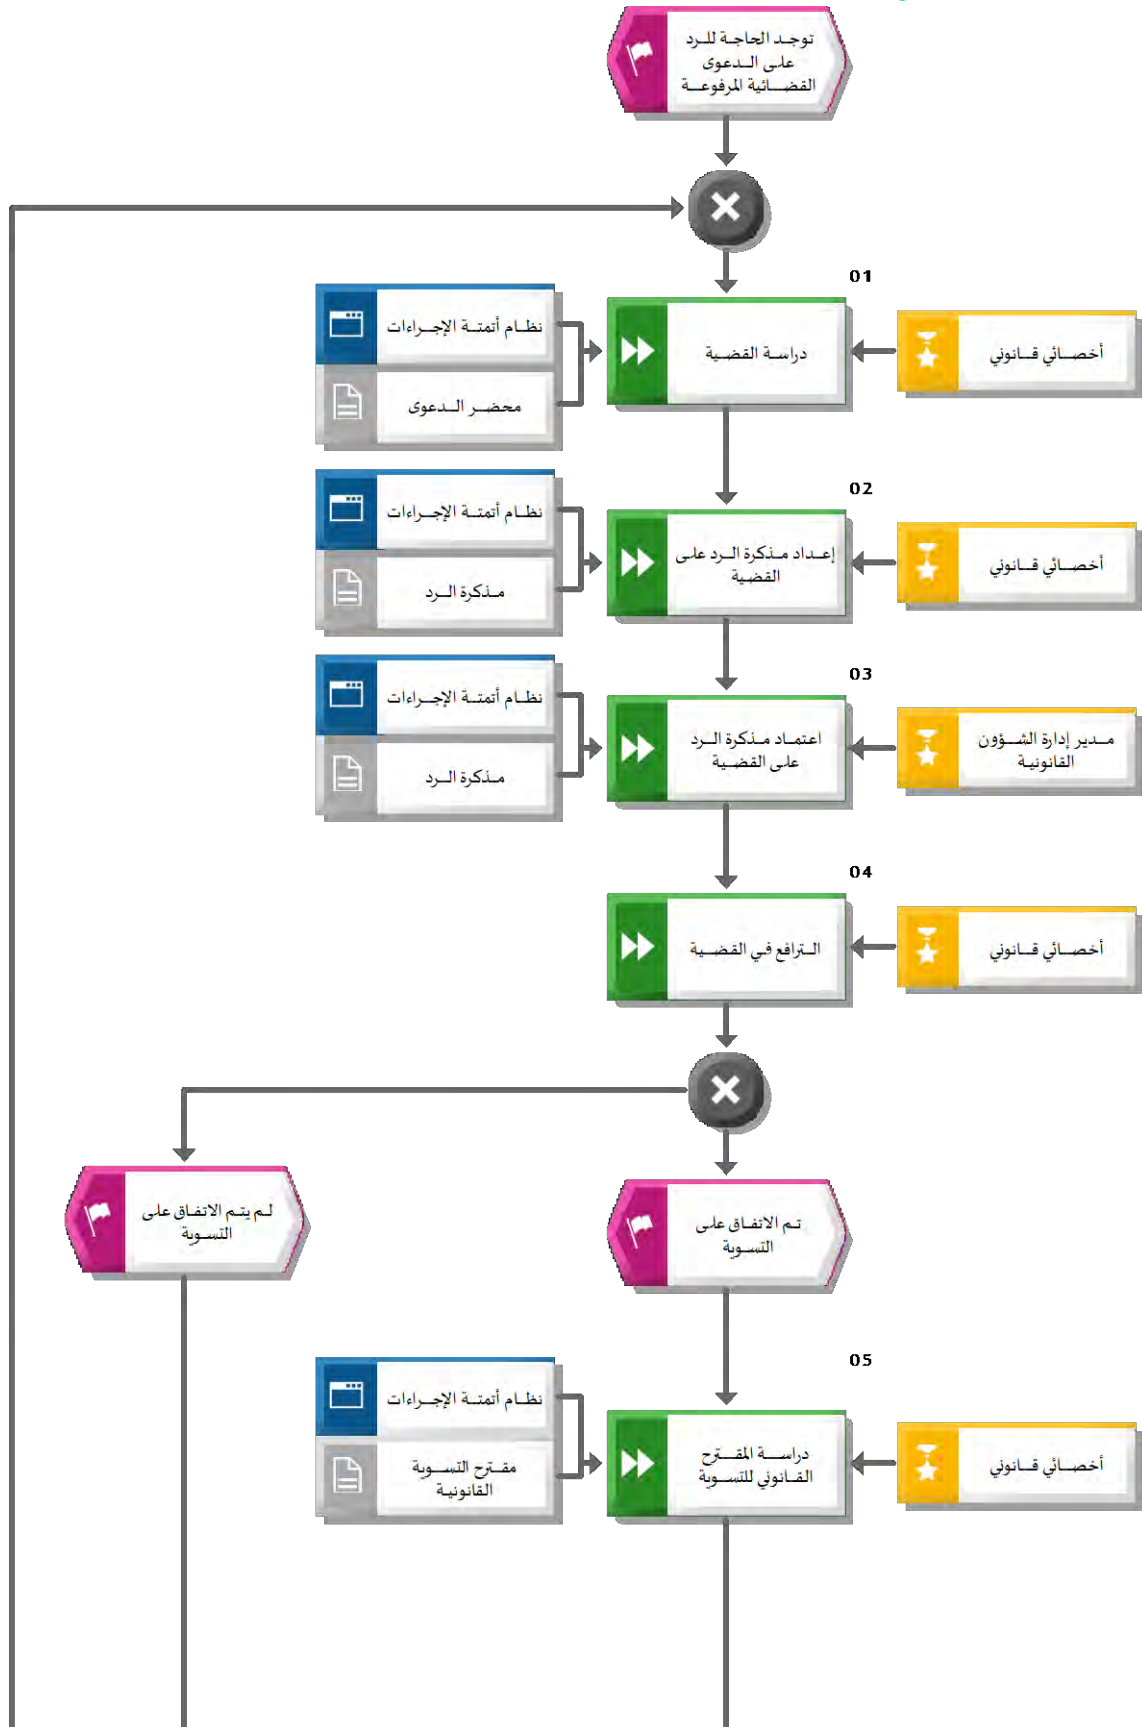 توجد الحاجة للرد
على الدعوى
القضائية المرفوعة
01
أخصائي قانوني
دراسة القضية
نظام أتمتة الإجراءات
محضر الدعوى
02
أخصائي قانوني
إعداد مذكرة الرد على
القضية
نظام أتمتة الإجراءات
مذكرة الرد
03
مدير إدارة الشؤون
القانونية
اعتماد مذكرة الرد
على القضية
نظام أتمتة الإجراءات
مذكرة الرد
04
أخصائي قانوني
الترافع في القضية
تم الاتفاق على
التسوية
لم يتم الاتفاق على
التسوية
05
أخصائي قانوني
دراسة المقترح
القانوني للتسوية
نظام أتمتة الإجراءات
مقترح التسوية
القانونية